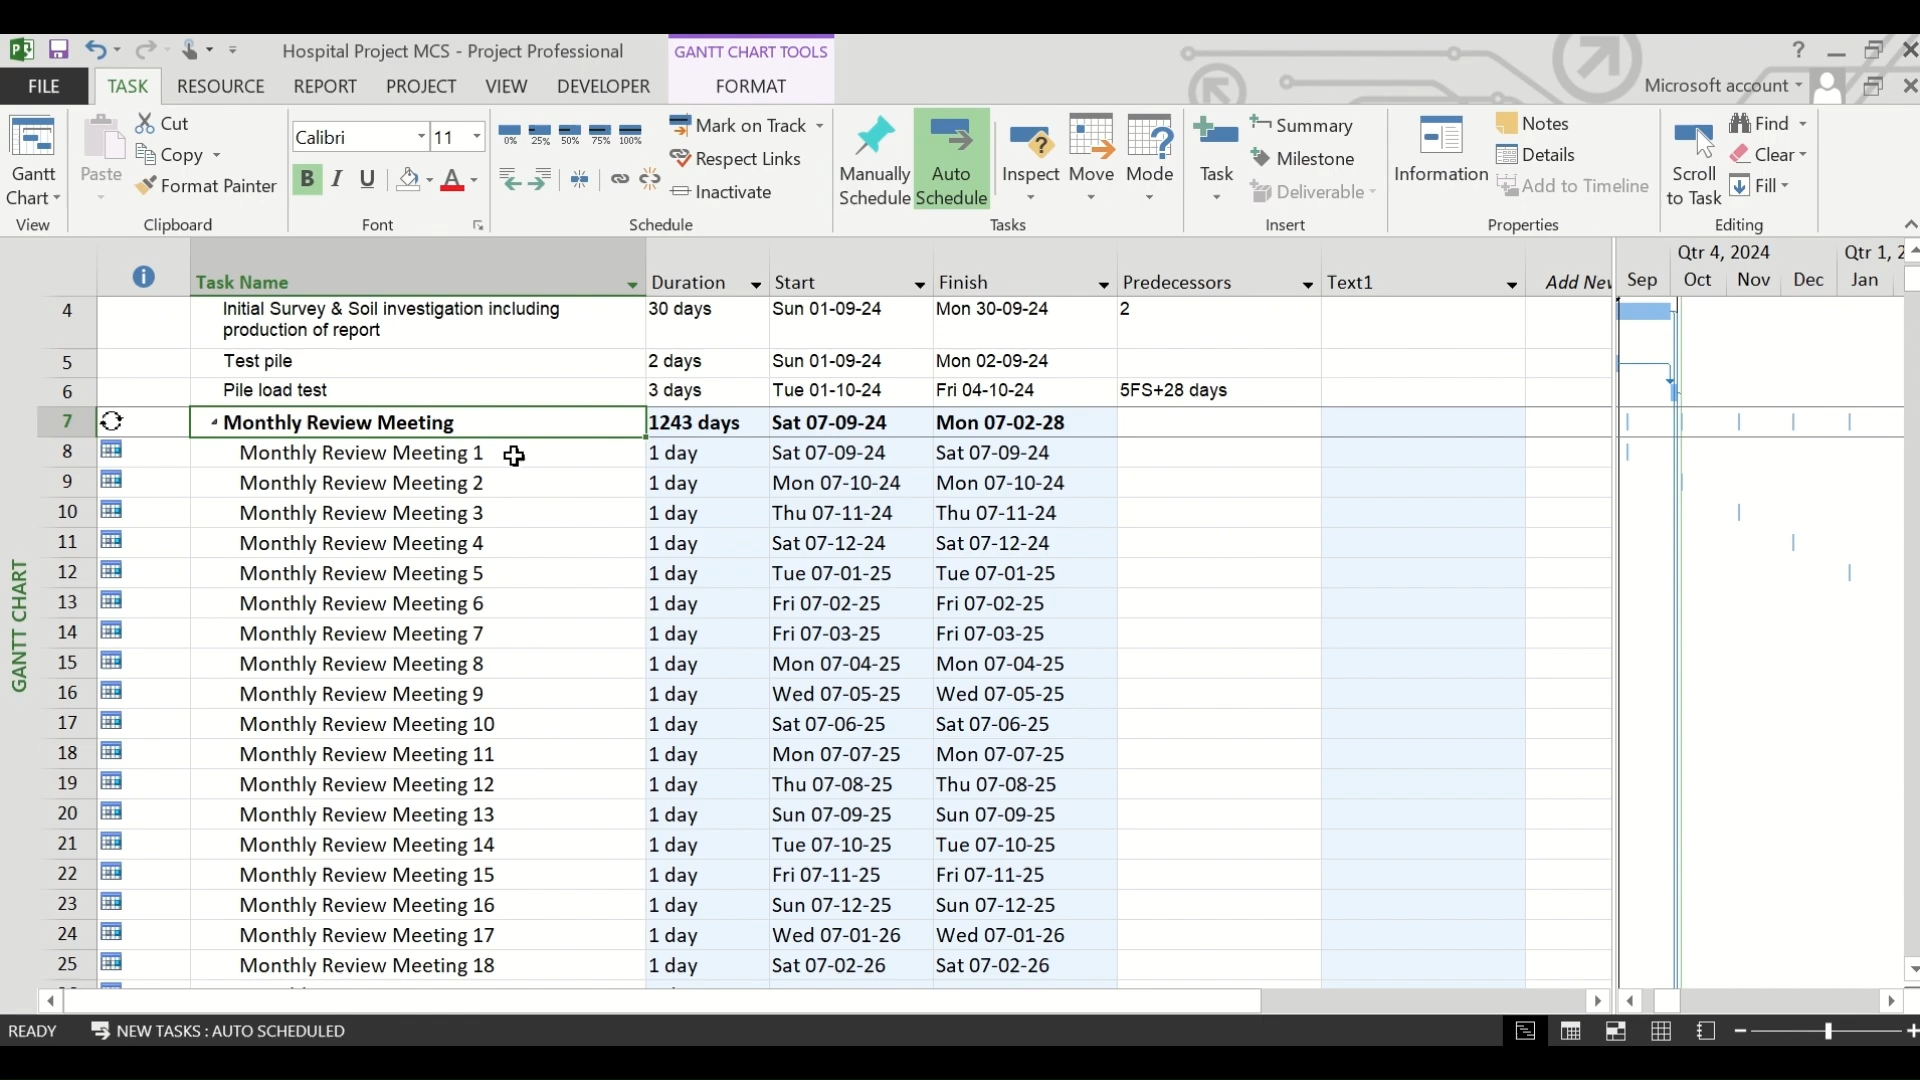 Hospital Project MCS - Project Professional
GANTT CHART TOOLS
?
FILE TASK RESOURCE REPORT PROJECT VIEW DEVELOPER FORMAT Microsoft account
Gantt Chart
View
Paste
Cut
Copy
Format Painter
Clipboard
Calibri 11
B I U A
Font
0% 25% 50% 75% 100%
Mark on Track
Respect Links
Inactivate
Schedule
Manually Schedule
Auto Schedule
Inspect
Move
Mode
Tasks
Task
Summary
Milestone
Deliverable
Insert
Information
Notes
Details
Add to Timeline
Properties
Scroll to Task
Find
Clear
Fill
Editing
Qtr 4, 2024 Qtr 1, 2
Task Name Duration Start Finish Predecessors Text1 Add New Sep Oct Nov Dec Jan
4 Initial Survey & Soil investigation including production of report 30 days Sun 01-09-24 Mon 30-09-24 2
5 Test pile 2 days Sun 01-09-24 Mon 02-09-24
6 Pile load test 3 days Tue 01-10-24 Fri 04-10-24 5FS+28 days
7 Monthly Review Meeting 1243 days Sat 07-09-24 Mon 07-02-28
8 Monthly Review Meeting 1 1 day Sat 07-09-24 Sat 07-09-24
9 Monthly Review Meeting 2 1 day Mon 07-10-24 Mon 07-10-24
10 Monthly Review Meeting 3 1 day Thu 07-11-24 Thu 07-11-24
11 Monthly Review Meeting 4 1 day Sat 07-12-24 Sat 07-12-24
12 Monthly Review Meeting 5 1 day Tue 07-01-25 Tue 07-01-25
13 Monthly Review Meeting 6 1 day Fri 07-02-25 Fri 07-02-25
14 Monthly Review Meeting 7 1 day Fri 07-03-25 Fri 07-03-25
15 Monthly Review Meeting 8 1 day Mon 07-04-25 Mon 07-04-25
16 Monthly Review Meeting 9 1 day Wed 07-05-25 Wed 07-05-25
17 Monthly Review Meeting 10 1 day Sat 07-06-25 Sat 07-06-25
18 Monthly Review Meeting 11 1 day Mon 07-07-25 Mon 07-07-25
19 Monthly Review Meeting 12 1 day Thu 07-08-25 Thu 07-08-25
20 Monthly Review Meeting 13 1 day Sun 07-09-25 Sun 07-09-25
21 Monthly Review Meeting 14 1 day Tue 07-10-25 Tue 07-10-25
22 Monthly Review Meeting 15 1 day Fri 07-11-25 Fri 07-11-25
23 Monthly Review Meeting 16 1 day Sun 07-12-25 Sun 07-12-25
24 Monthly Review Meeting 17 1 day Wed 07-01-26 Wed 07-01-26
25 Monthly Review Meeting 18 1 day Sat 07-02-26 Sat 07-02-26
GANTT CHART
READY NEW TASKS : AUTO SCHEDULED